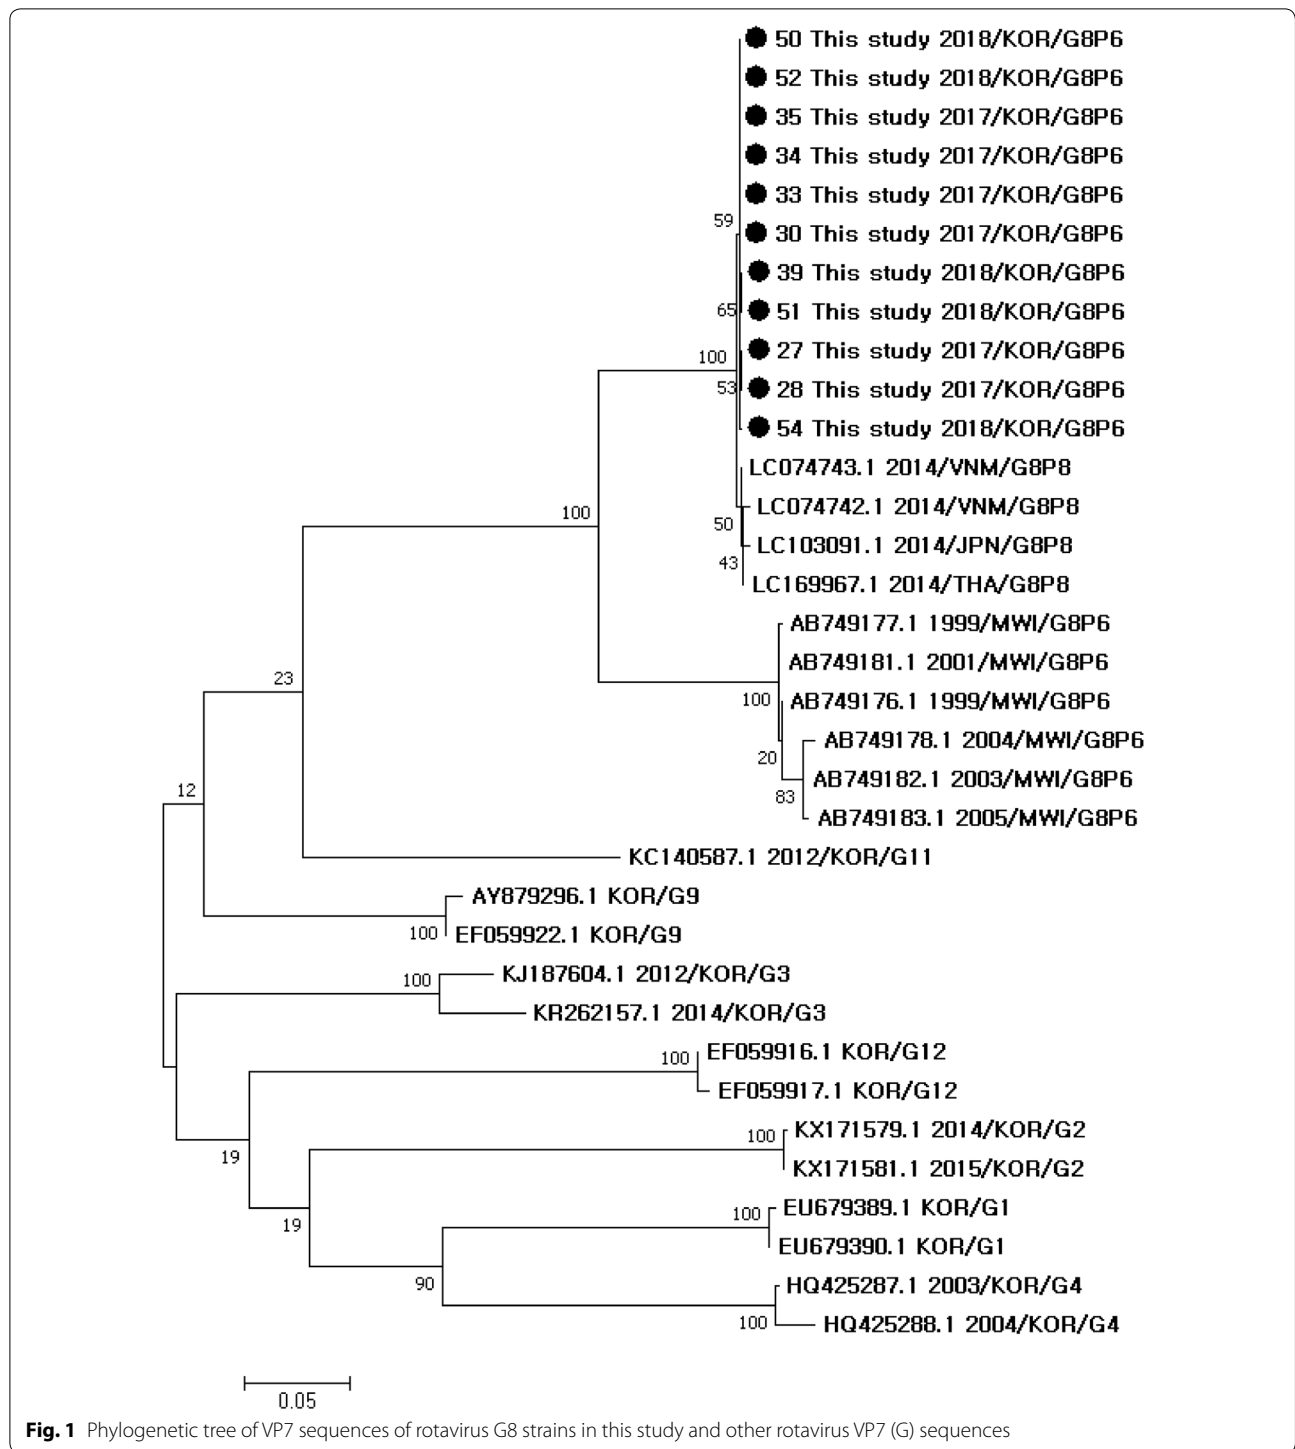 50 This study 2018/KOR/G8P6
52 This study 2018/KOR/G8P6
35 This study 2017/KOR/G8P6
34 This study 2017/KOR/G8P6
33 This study 2017/KOR/G8P6
59
30 This study 2017/KOR/G8P6
39 This study 2018/KOR/G8P6
65
51 This study 2018/KOR/G8P6
100
27 This study 2017/KOR/G8P6
53
28 This study 2017/KOR/G8P6
54 This study 2018/KOR/G8P6
LC074743.1 2014/VNM/G8P8
100
LC074742.1 2014/VNM/G8P8
50
LC103091.1 2014/JPN/G8P8
43
LC169967.1 2014/THA/G8P8
AB749177.1 1999/MWI/G8P6
23
AB749181.1 2001/MWI/G8P6
100
AB749176.1 1999/MWI/G8P6
AB749178.1 2004/MWI/G8P6
20
12
AB749182.1 2003/MWI/G8P6
83
AB749183.1 2005/MWI/G8P6
KC140587.1 2012/KOR/G11
AY879296.1 KOR/G9
100
EF059922.1 KOR/G9
100
KJ187604.1 2012/KOR/G3
KR262157.1 2014/KOR/G3
100
EF059916.1 KOR/G12
EF059917.1 KOR/G12
100
KX171579.1 2014/KOR/G2
19
KX171581.1 2015/KOR/G2
100
EU679389.1 KOR/G1
19
EU679390.1 KOR/G1
90
HQ425287.1 2003/KOR/G4
100
HQ425288.1 2004/KOR/G4
0.05
Fig. 1 Phylogenetic tree of VP7 sequences of rotavirus G8 strains in this study and other rotavirus VP7 (G) sequences